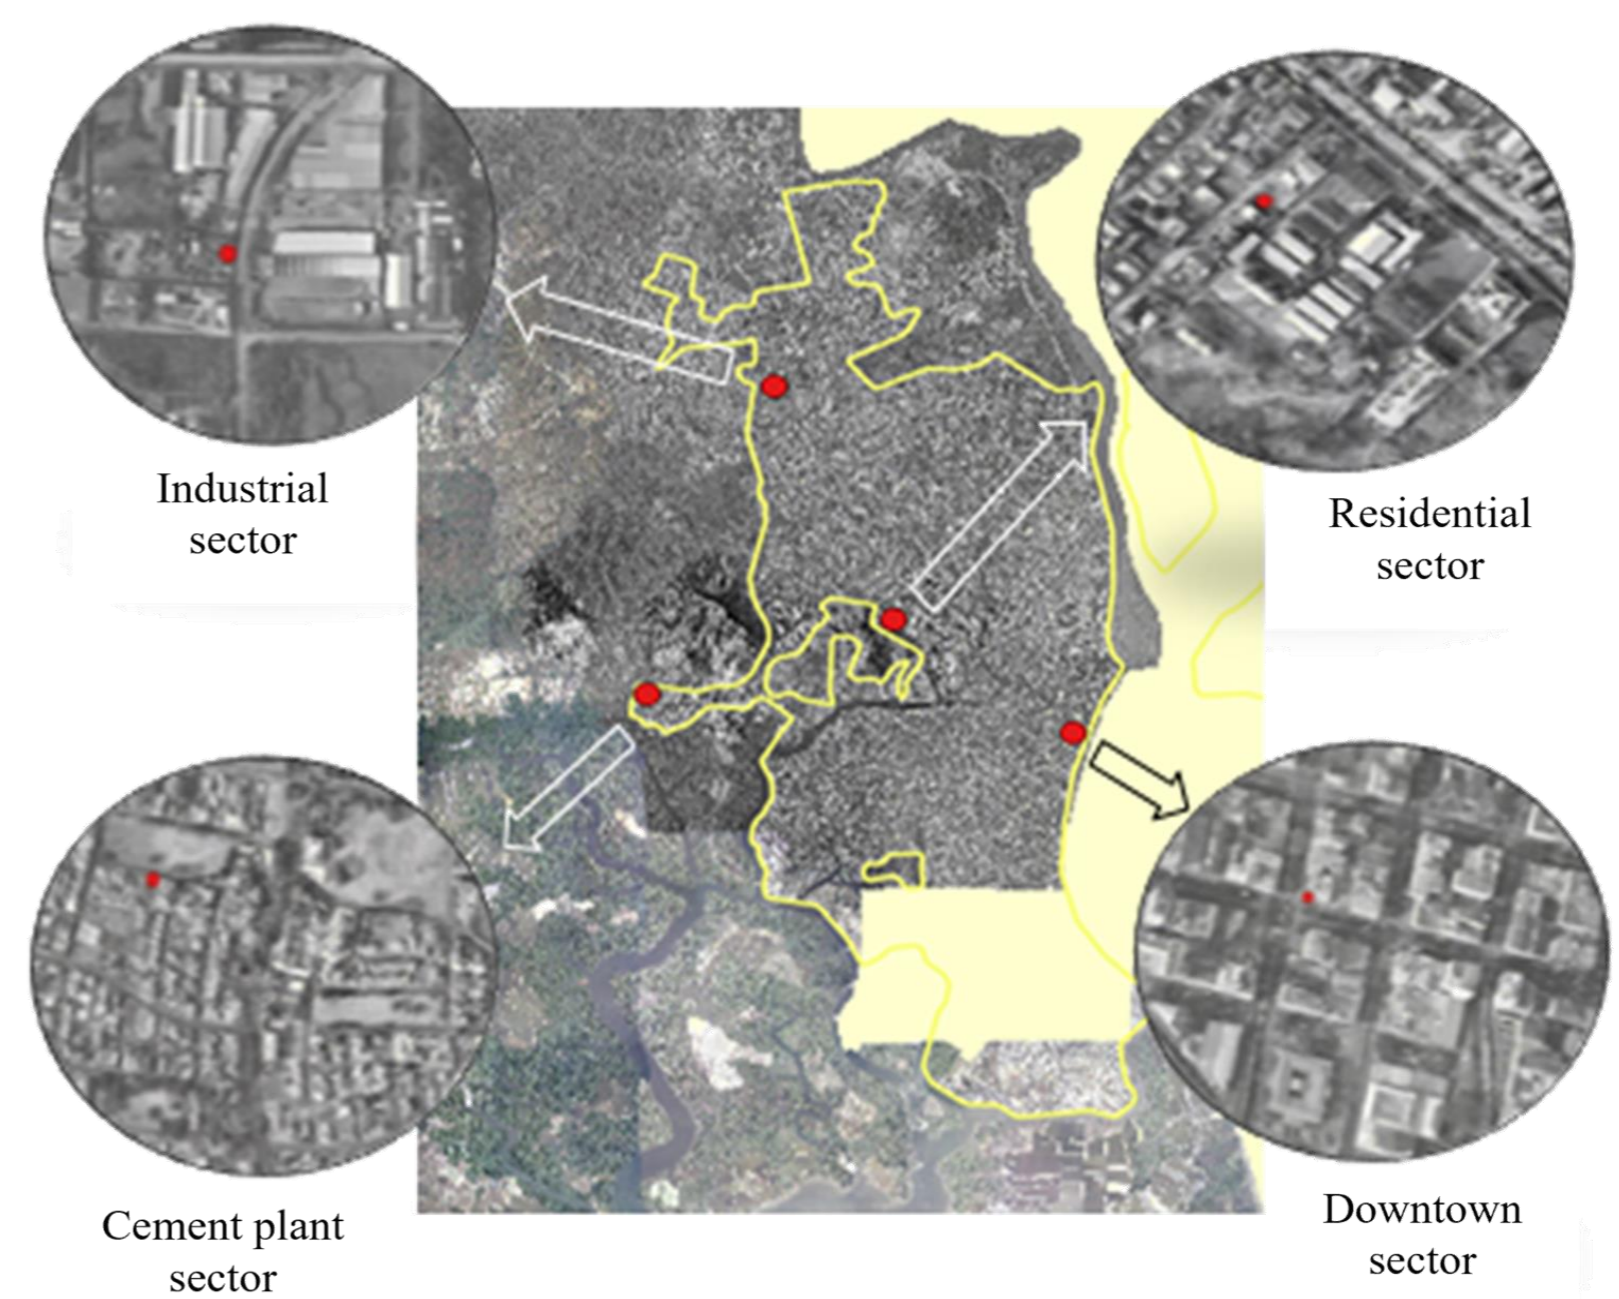 Industrial
sector
Residential
sector
Cement plant
sector
Downtown
sector